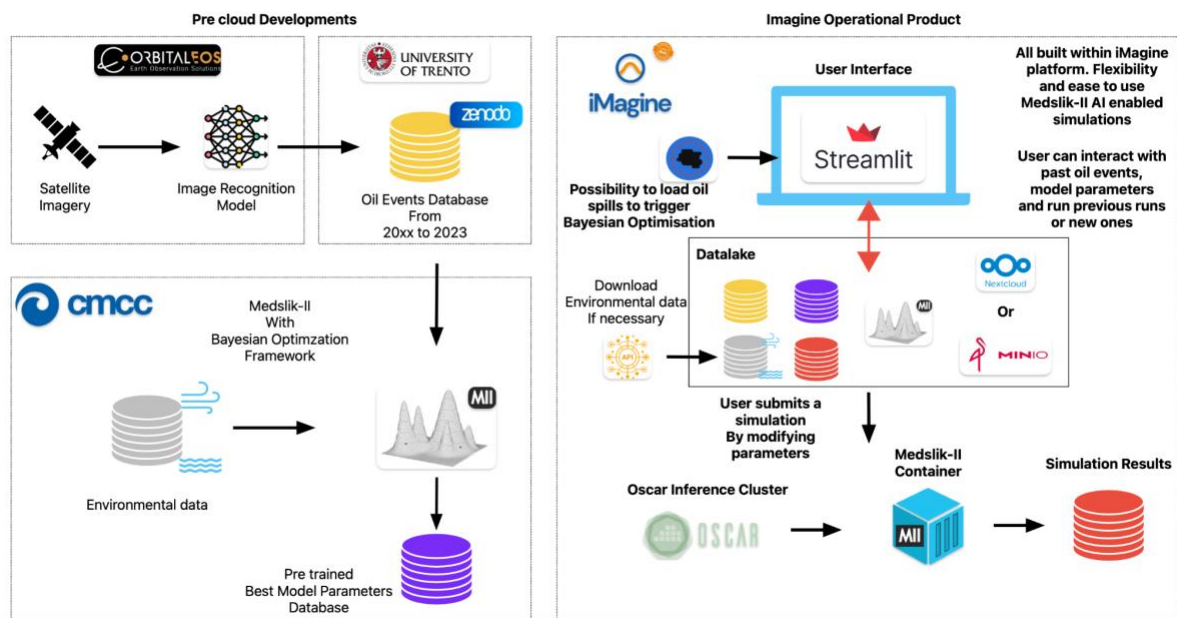 Pre cloud Developments
ORBITALEOS
Earth Observation Solutions
UNIVERSITY
OF TRENTO
zenodo
Satellite
Imagery
Image Recognition
Model
Oil Events Database
From
20xx to 2023
cmcc
Medslik-II
With
Bayesian Optimzation
Framework
MII
Environmental data
Pre trained
Best Model Parameters
Database
Imagine Operational Product
iMagine
User Interface
Streamlit
All built within iMagine
platform. Flexibility
and ease to use
Medslik-II AI enabled
simulations
User can interact with
past oil events,
model parameters
and run previous runs
or new ones
Possibility to load oil
spills to trigger
Bayesian Optimisation
Datalake
Download
Environmental data
If necessary
API
MII
Nextcloud
Or
MINIO
User submits a
simulation
By modifying
parameters
Medslik-II
Container
Simulation Results
Oscar Inference Cluster
OSCAR
MII